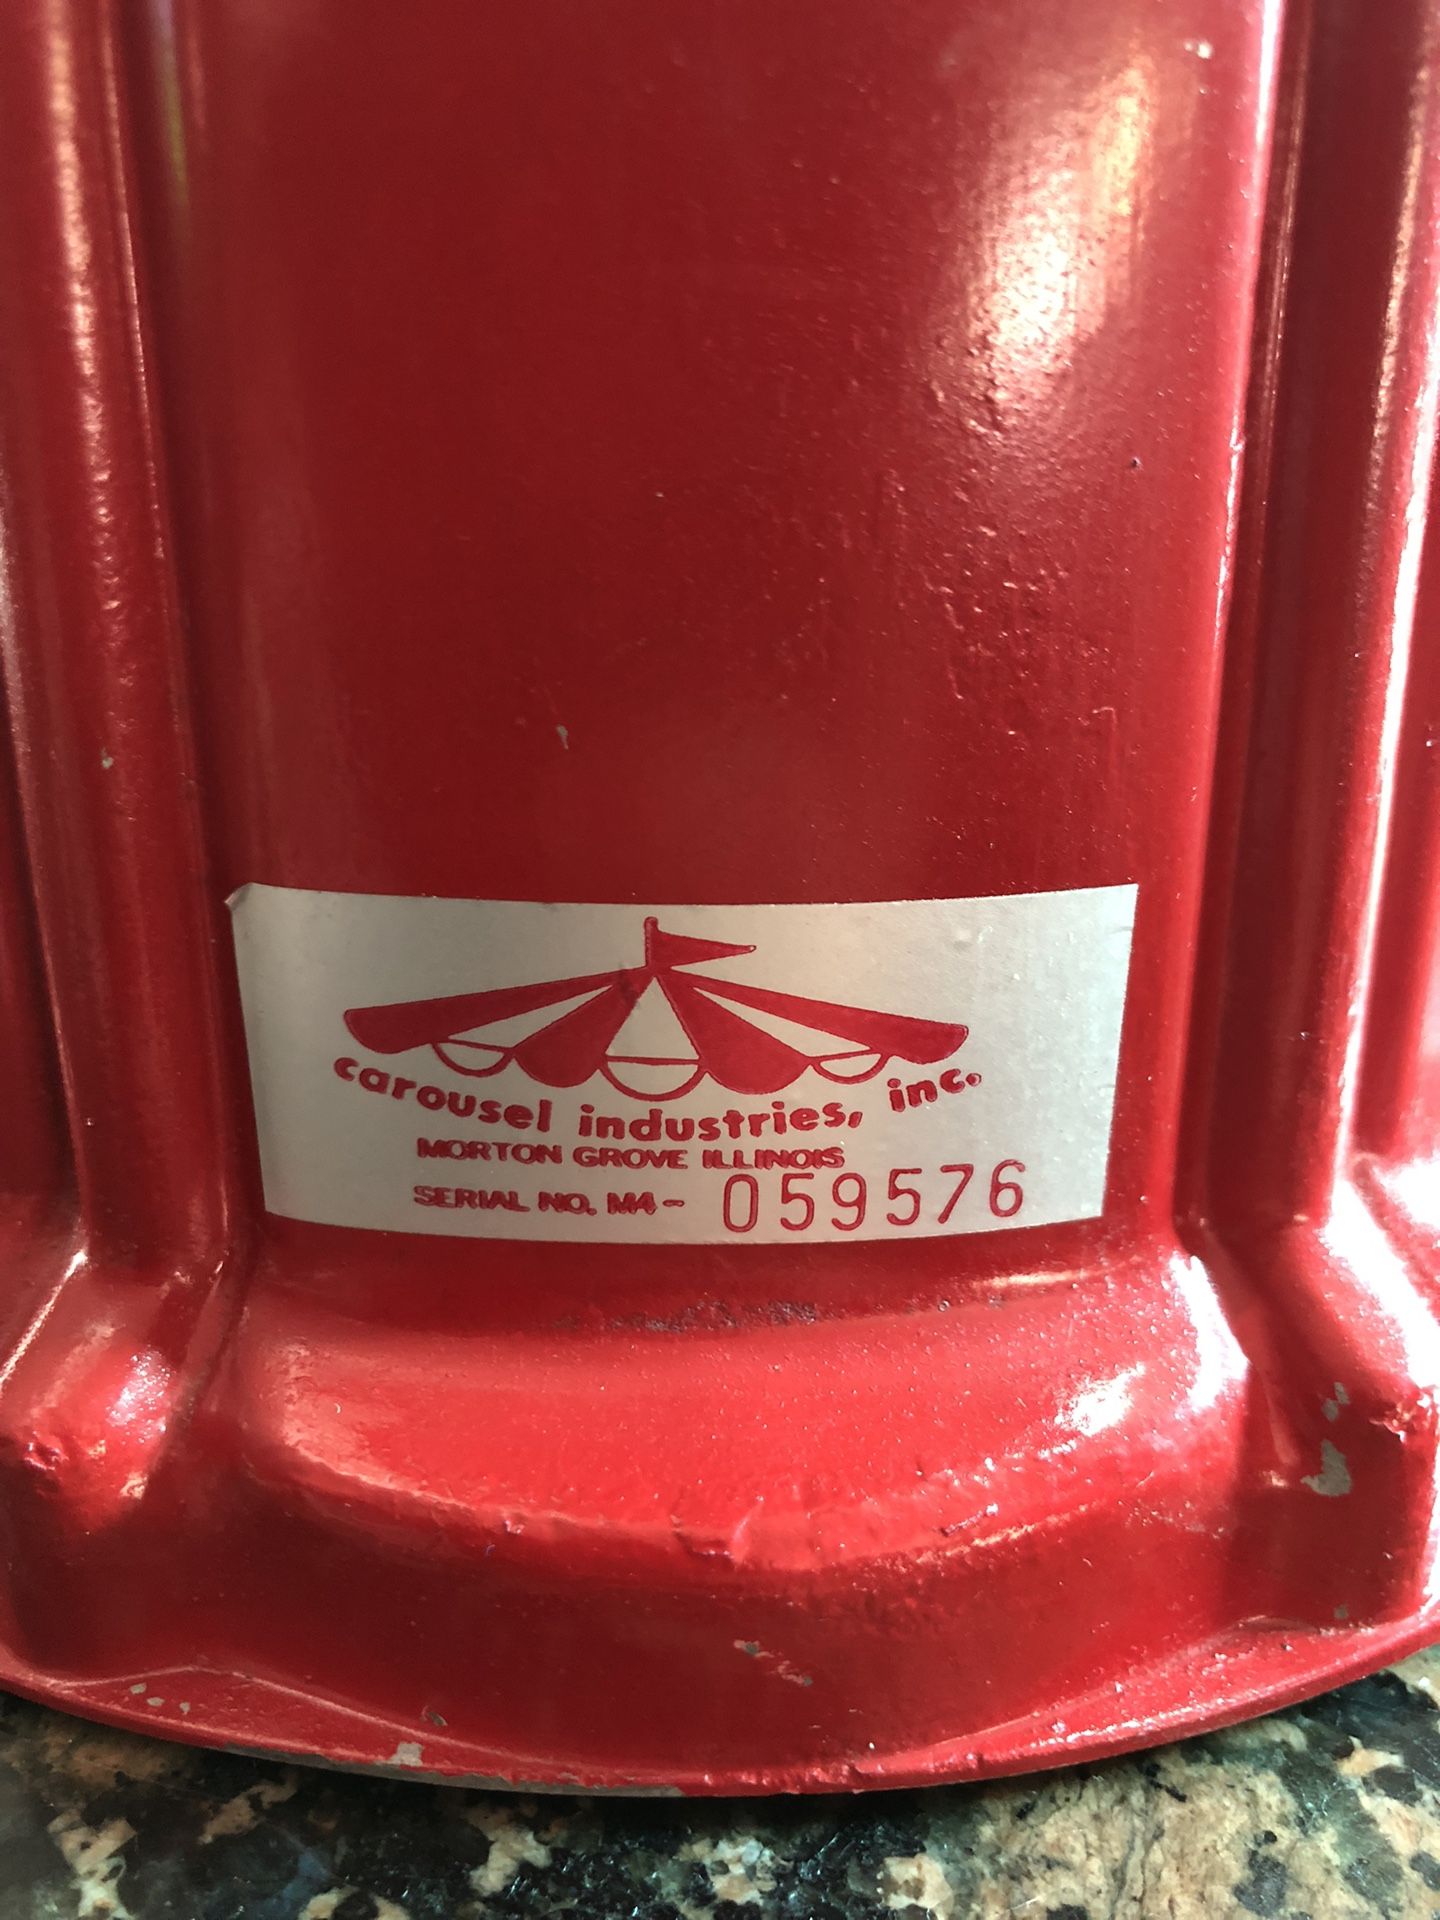 carousel industries, inc.
MORTON GROVE ILLINOIS
SERIAL NO. M4- 059576